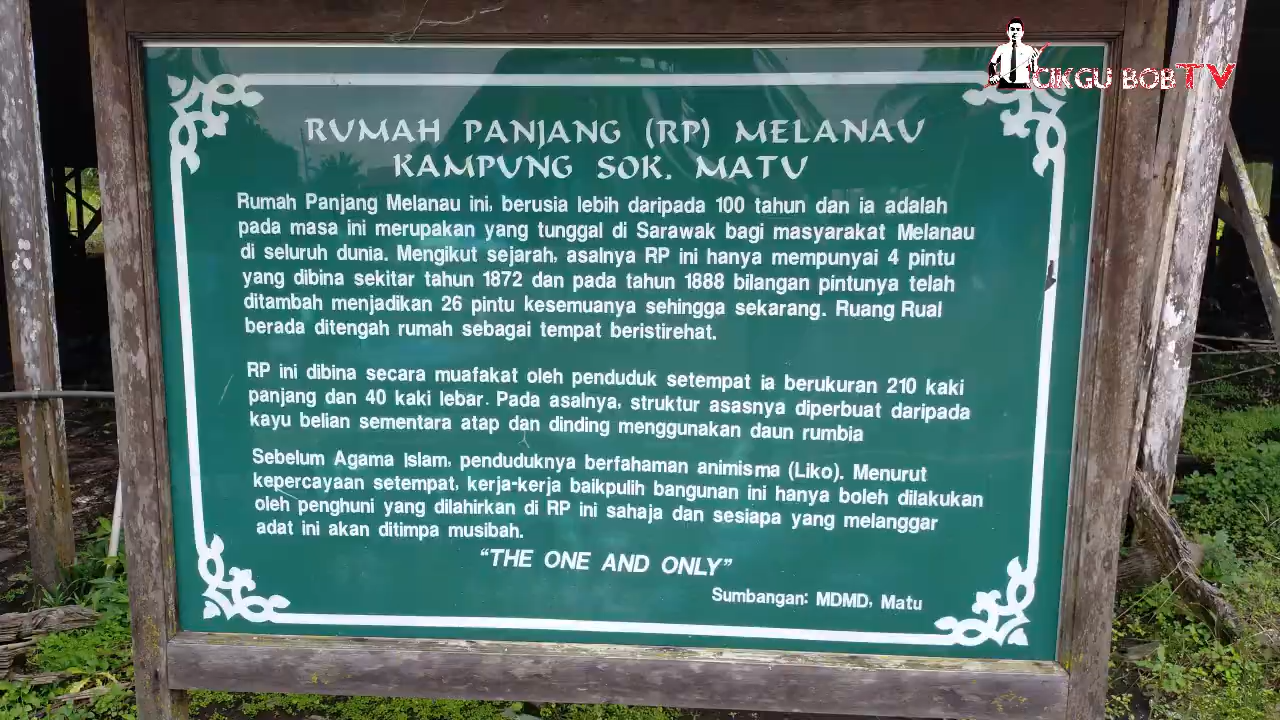 CIKGU BOBTV
RUMAH PANJANG (RP) MELANAU
KAMPUNG SOK. MATU
Rumah Panjang Melanau ini, berusia lebih daripada 100 tahun dan ia adalah
pada masa ini merupakan yang tunggal di Sarawak bagi masyarakat Melanau
di seluruh dunia. Mengikut sejarah, asalnya RP ini hanya mempunyai 4 pintu
yang dibina sekitar tahun 1872 dan pada tahun 1888 bilangan pintunya telah
ditambah menjadikan 26 pintu kesemuanya sehingga sekarang. Ruang Rual
berada ditengah rumah sebagai tempat beristirehat.
RP ini dibina secara muafakat oleh penduduk setempat ia berukuran 210 kaki
panjang dan 40 kaki lebar. Pada asalnya, struktur asasnya diperbuat daripada
kayu belian sementara atap dan dinding menggunakan daun rumbia
Sebelum Agama Islam, penduduknya berfahaman animisma (Liko). Menurut
kepercayaan setempat, kerja-kerja baikpulih bangunan ini hanya boleh dilakukan
oleh penghuni yang dilahirkan di RP ini sahaja dan sesiapa yang melanggar
adat ini akan ditimpa musibah.
"THE ONE AND ONLY"
Sumbangan: MDMD, Matu